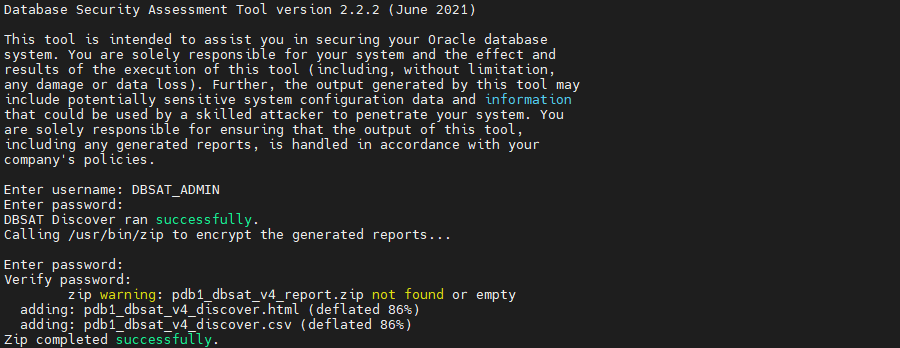 Database Security Assessment Tool version 2.2.2 (June 2021)
This tool is intended to assist you in securing your Oracle database
system. You are solely responsible for your system and the effect and
results of the execution of this tool (including, without limitation,
any damage or data loss). Further, the output generated by this tool may
include potentially sensitive system configuration data and information
that could be used by a skilled attacker to penetrate your system. You
are solely responsible for ensuring that the output of this tool,
including any generated reports, is handled in accordance with your
company's policies.
Enter username: DBSAT_ADMIN
Enter password:
DBSAT Discover ran successfully.
Calling /usr/bin/zip to encrypt the generated reports...
Enter password:
Verify password:
zip warning: pdb1_dbsat_v4_report.zip not found or empty
adding: pdb1_dbsat_v4_discover.html (deflated 86%)
adding: pdb1_dbsat_v4_discover.csv (deflated 86%)
Zip completed successfully.